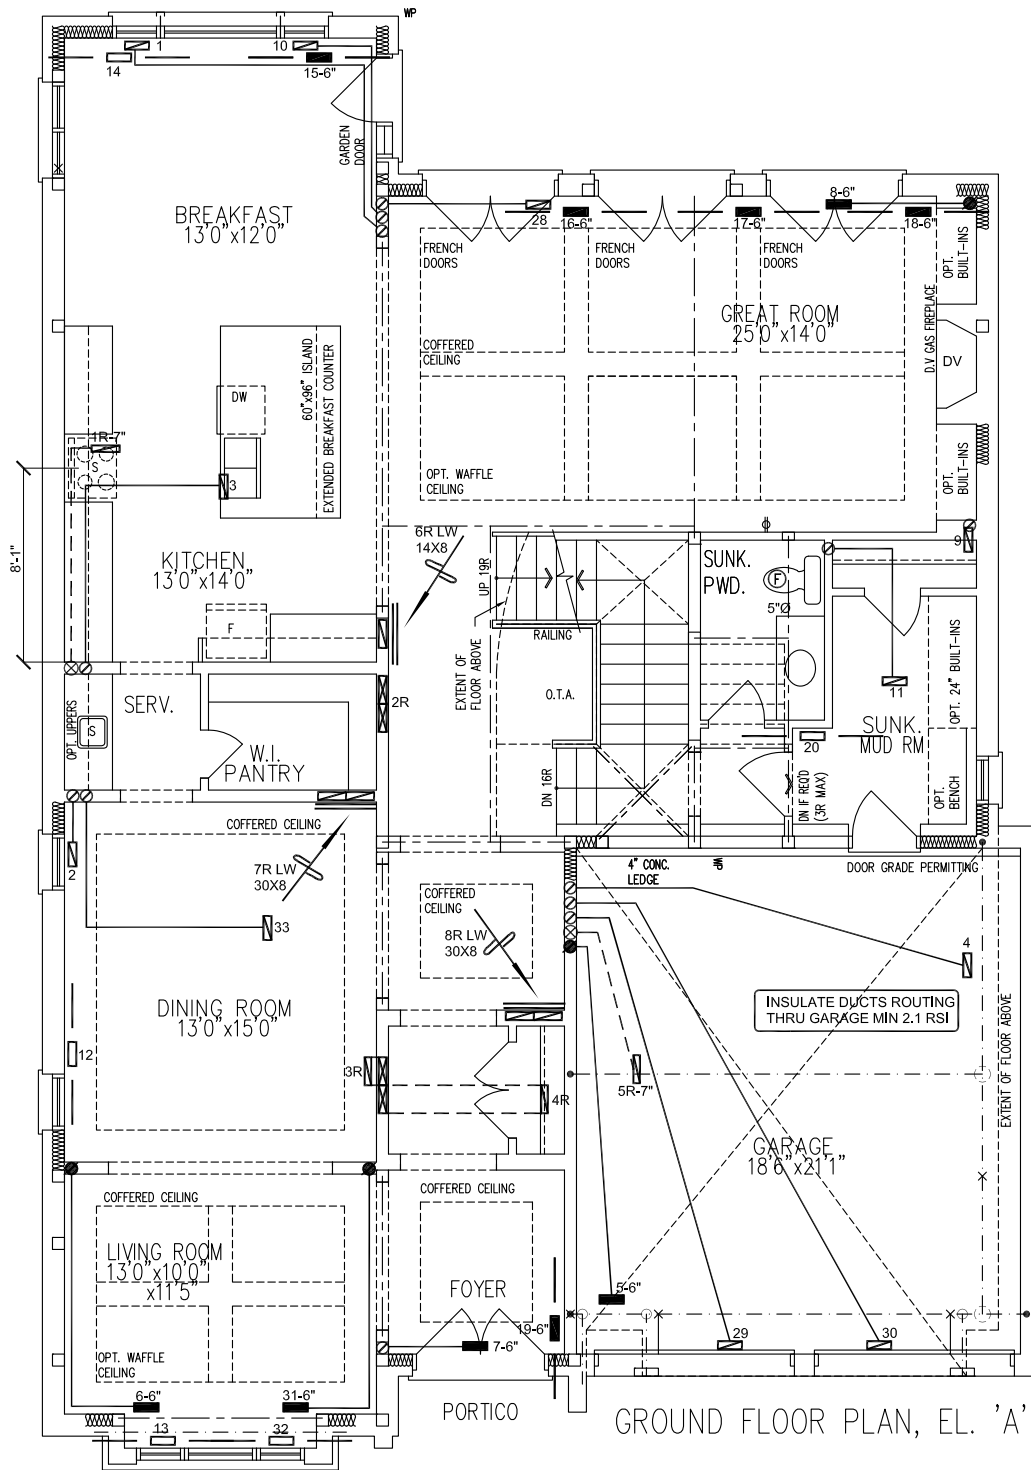 WP
1
10
14
15-6"
GARDEN
DOOR
BREAKFAST
13'0"x12'0"
28
16-6"
17-6"
8-6"
18-6"
FRENCH
DOORS
FRENCH
DOORS
FRENCH
DOORS
OPT.
BUILT-INS
GREAT ROOM
25'0"x14'0"
D.V GAS FIREPLACE
DV
COFFERED
CEILING
60"x96" ISLAND
EXTENDED BREAKFAST COUNTER
DW
1R-7"
S
3
OPT. WAFFLE
CEILING
OPT.
BUILT-INS
8'-1"
6R LW
14X8
KITCHEN
13'0"x14'0"
F
UP 19R
RAILING
EXTENT OF
FLOOR ABOVE
O.T.A.
DN 16R
SUNK.
PWD.
F
5"Ø
9
11
OPT. 24" BUILT-INS
SUNK.
MUD RM
20
DN IF REQ'D
(3R MAX)
OPT.
BENCH
OPT. UPPERS
S
SERV.
W.I.
PANTRY
2R
COFFERED CEILING
2
7R LW
30X8
33
COFFERED
CEILING
8R LW
30X8
4" CONC.
LEDGE
DOOR GRADE PERMITTING
4
INSULATE DUCTS ROUTING
THRU GARAGE MIN 2.1 RSI
EXTENT OF FLOOR ABOVE
DINING ROOM
13'0"x15'0"
12
3R
4R
5R-7"
GARAGE
18'6"x21'1"
COFFERED CEILING
COFFERED CEILING
LIVING ROOM
13'0"x10'0"
x11'5"
FOYER
5-6"
19-6"
7-6"
29
30
OPT. WAFFLE
CEILING
6-6"
31-6"
13
32
PORTICO
GROUND FLOOR PLAN, EL. 'A'